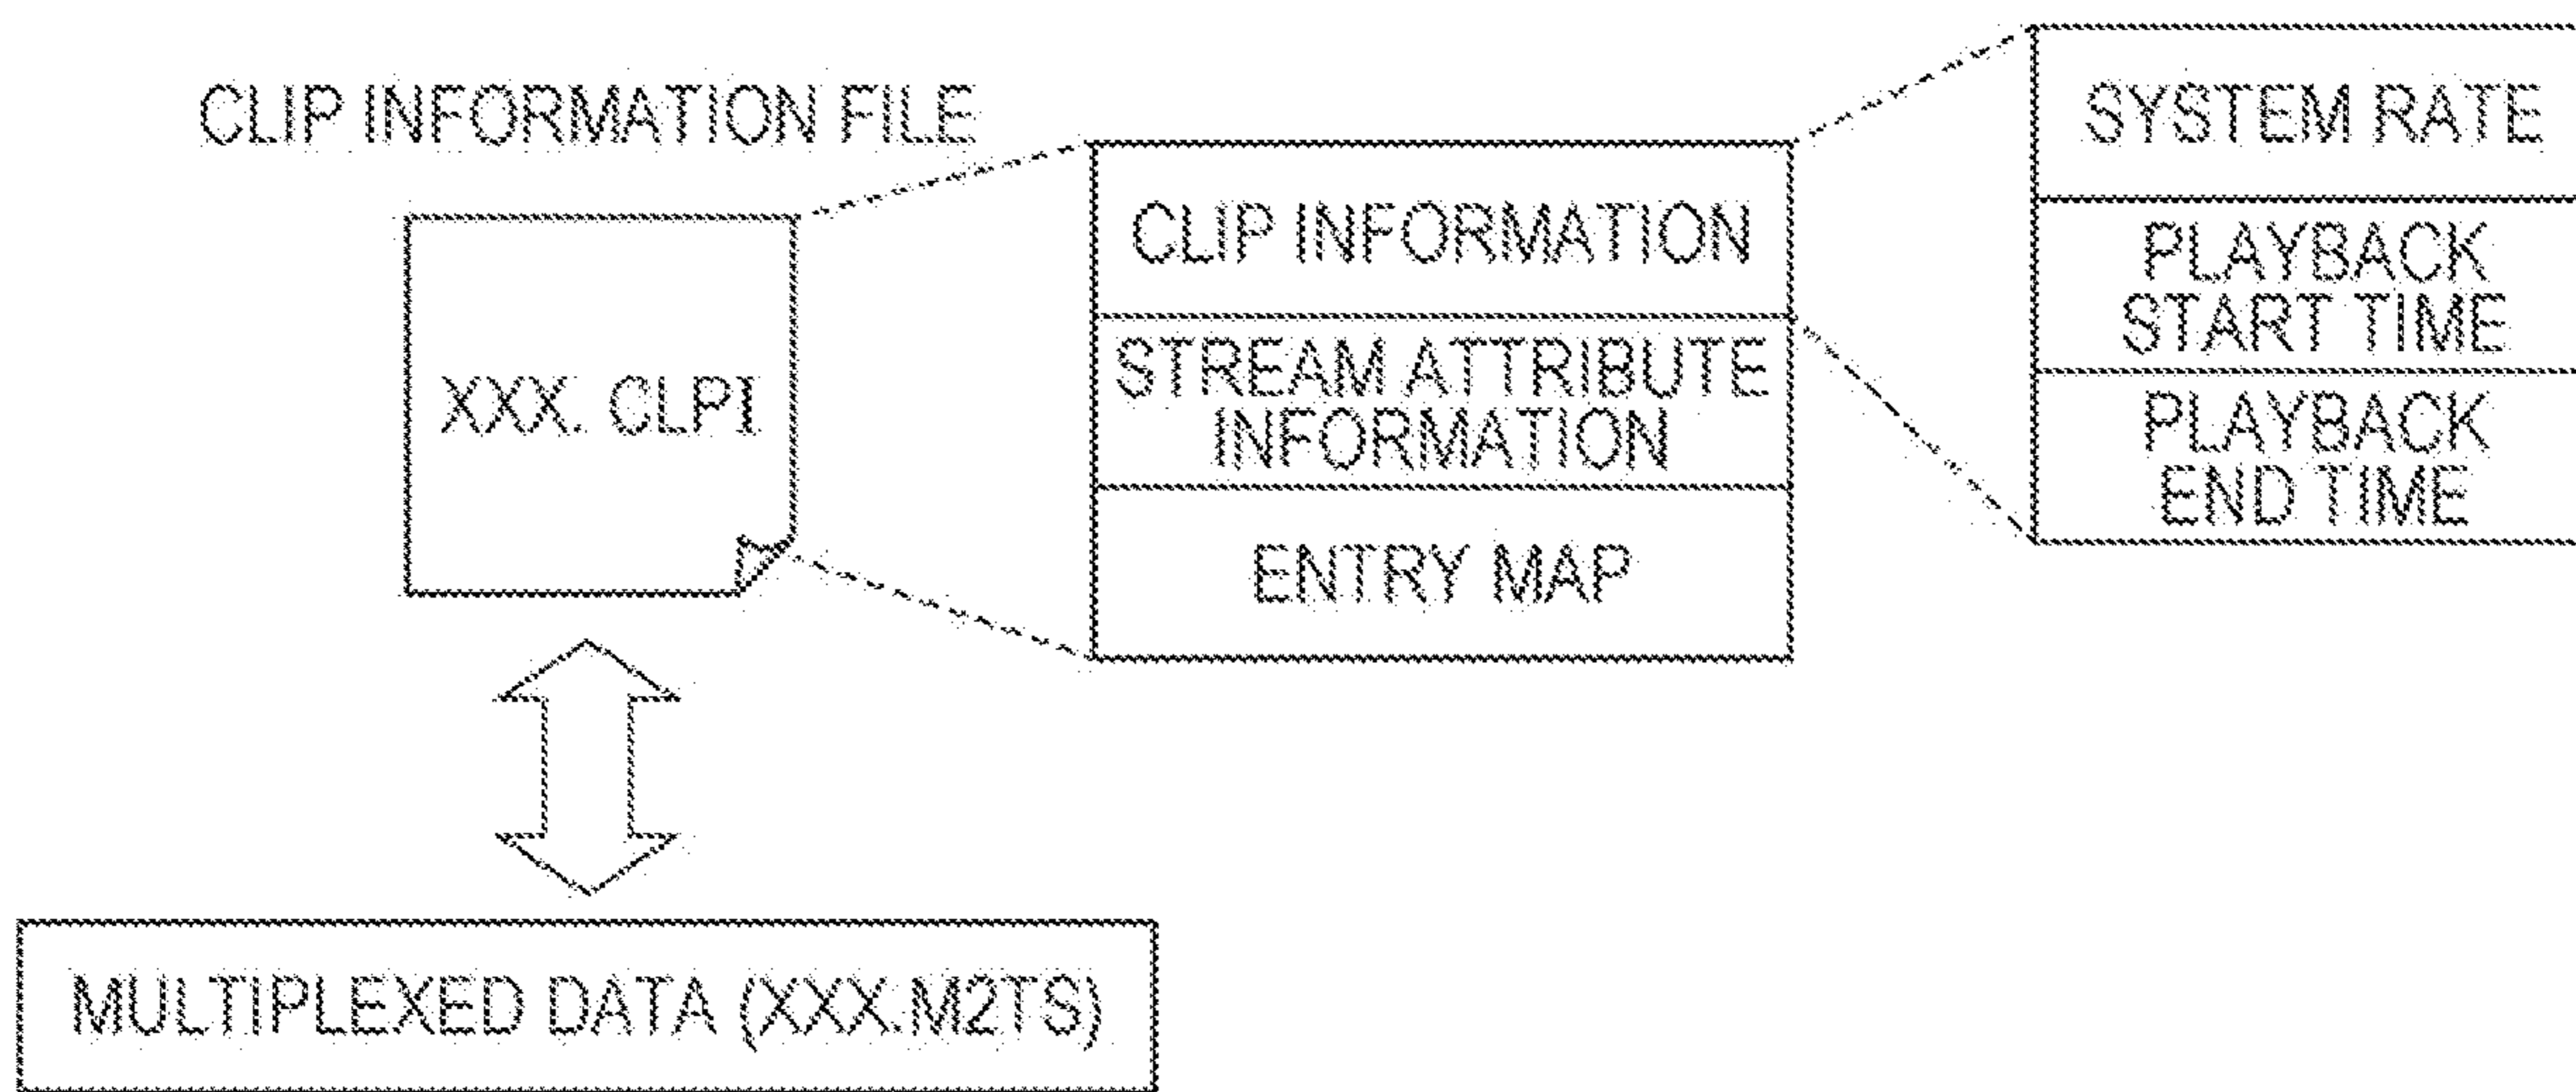 CLIP INFORMATION FILE
XXX. CLPI
MULTIPLEXED DATA (XXX.M2TS)
CLIP INFORMATION
STREAM ATTRIBUTE
INFORMATION
ENTRY MAP
SYSTEM RATE
PLAYBACK
START TIME
PLAYBACK
END TIME